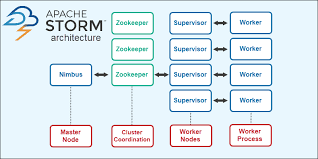 APACHE
STORM™
architecture
Zookeeper
Supervisor
Worker
Zookeeper
Supervisor
Worker
Nimbus
Zookeeper
Supervisor
Worker
Supervisor
Worker
Master
Node
Cluster
Coordination
Worker
Nodes
Worker
Process